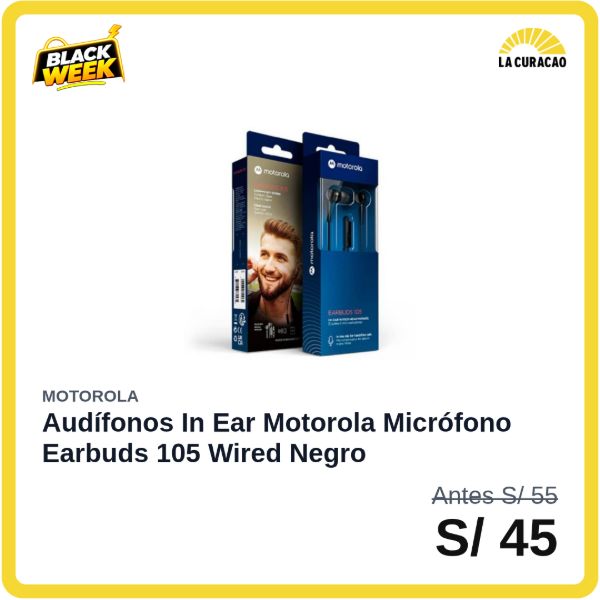 BLACK
WEEK
LA CURACAO
motorola
motorola
motorola
EARBUDS 105
MOTOROLA
Audífonos In Ear Motorola Micrófono
Earbuds 105 Wired Negro
Antes S/ 55
S/ 45